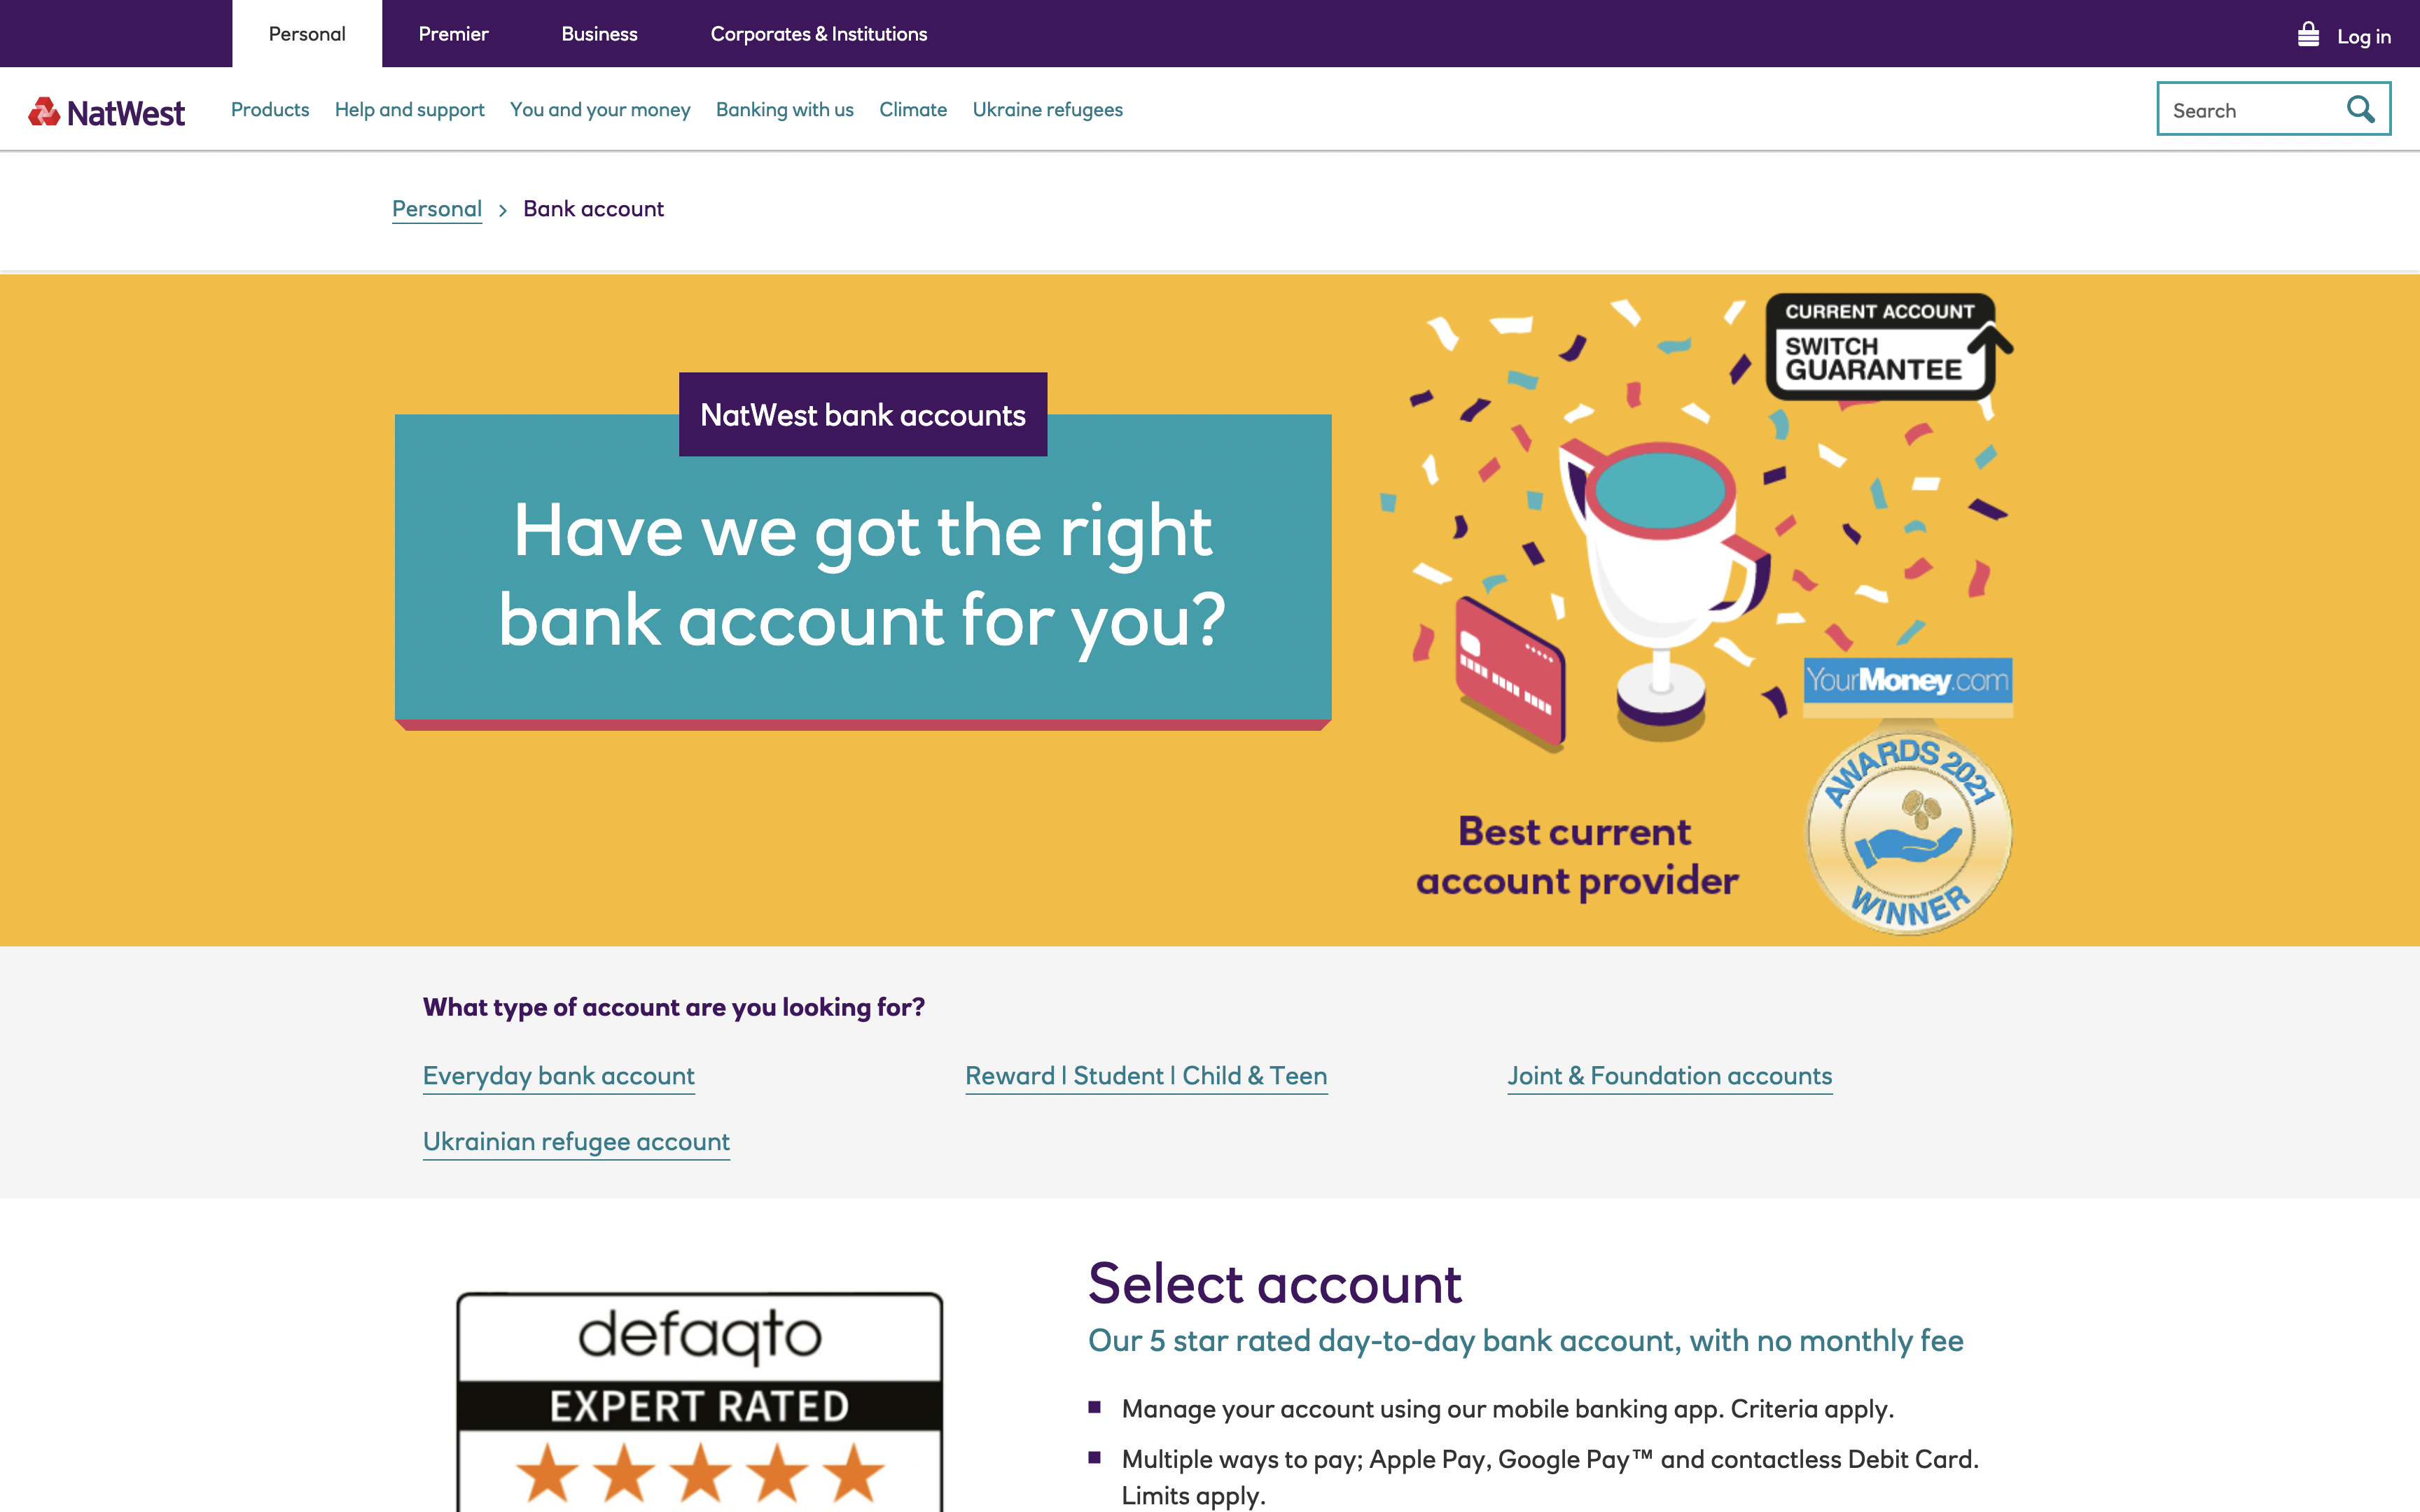 Personal
Premier
Business
Corporates & Institutions
Log in
NatWest
Products
Help and support
You and your money
Banking with us
Climate
Ukraine refugees
Search
Personal > Bank account
CURRENT ACCOUNT
SWITCH
GUARANTEE
NatWest bank accounts
Have we got the right
bank account for you?
YourMoney.com
AWARDS 2021
WINNER
Best current
account provider
What type of account are you looking for?
Everyday bank account
Reward | Student | Child & Teen
Joint & Foundation accounts
Ukrainian refugee account
defaqto
EXPERT RATED
Select account
Our 5 star rated day-to-day bank account, with no monthly fee
Manage your account using our mobile banking app. Criteria apply.
Multiple ways to pay; Apple Pay, Google Pay™ and contactless Debit Card.
Limits apply.